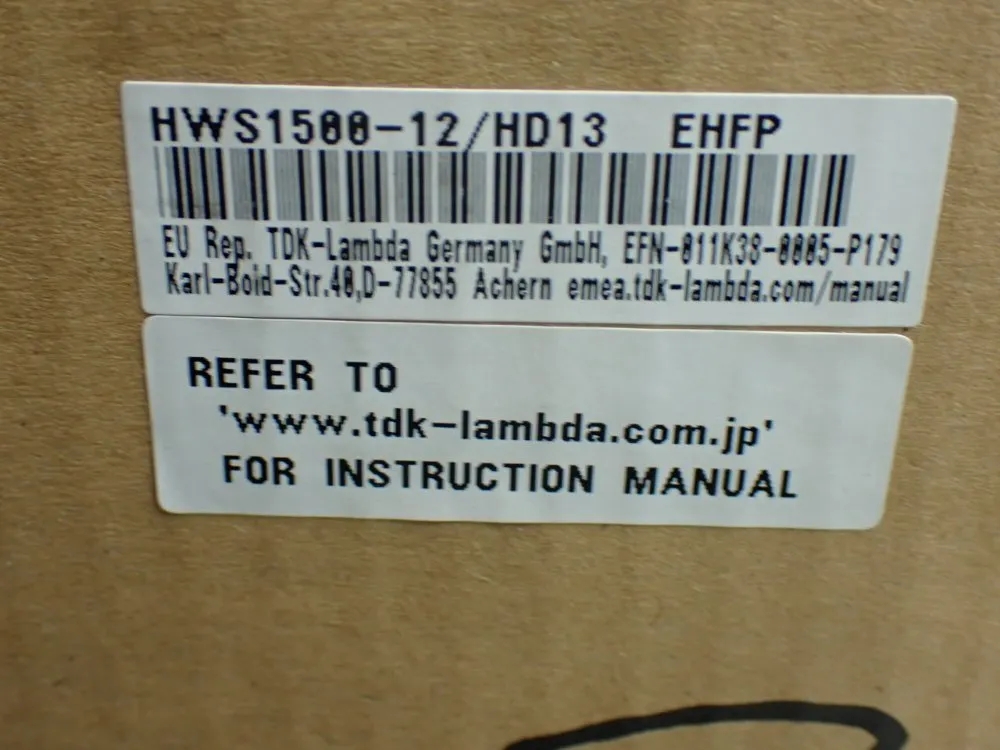 HWS1500-12/HD13 EHFP
EU Rep. TDK-Lambda Germany GmbH, EFN-011K38-0005-P179
Karl-Bold-Str.40,D-77855 Achern emea.tdk-lambda.com/manual
REFER TO
'www.tdk-lambda.com.jp'
FOR INSTRUCTION MANUAL